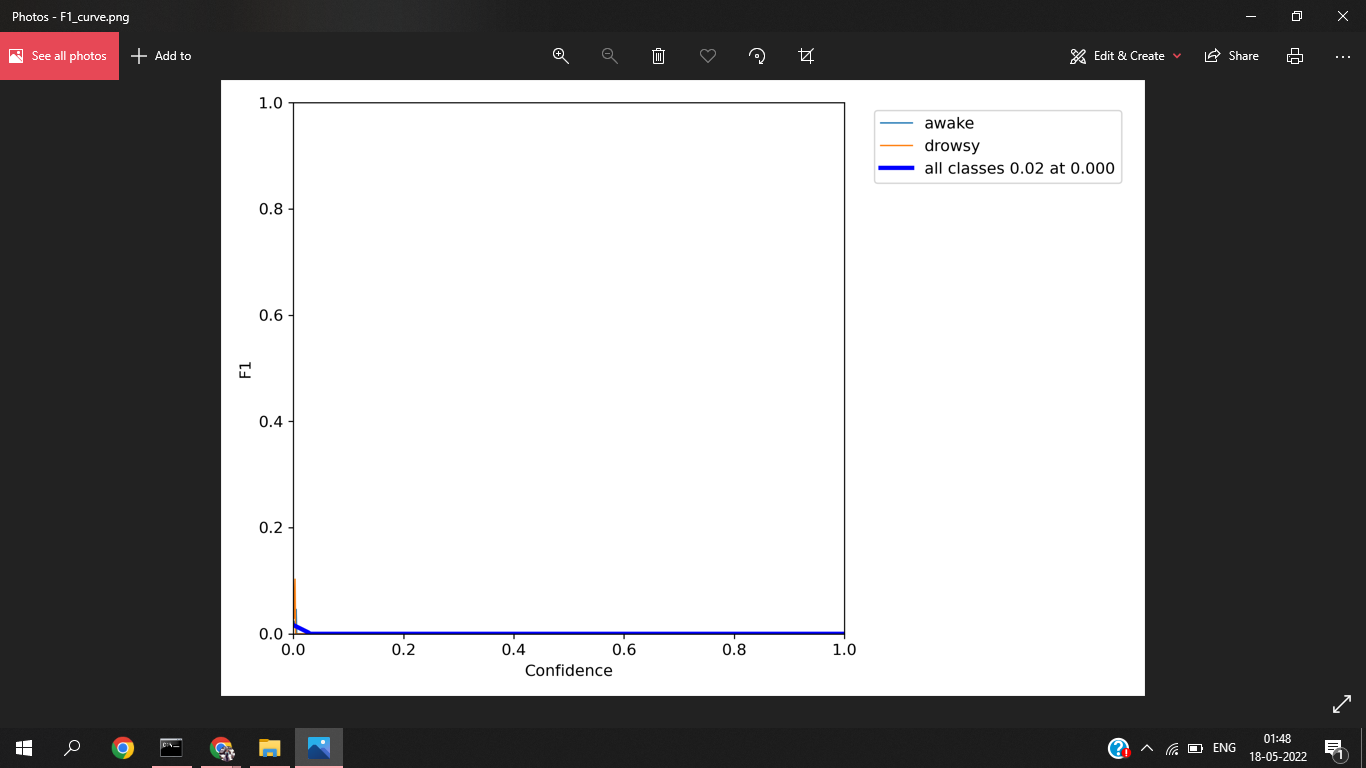 Photos - F1_curve.png
See all photos
Add to
Edit & Create
Share
awake
drowsy
all classes 0.02 at 0.000
1.0
0.8
0.6
0.4
0.2
0.0
F1
0.0 0.2 0.4 0.6 0.8 1.0
Confidence
ENG
01:48
18-05-2022
1